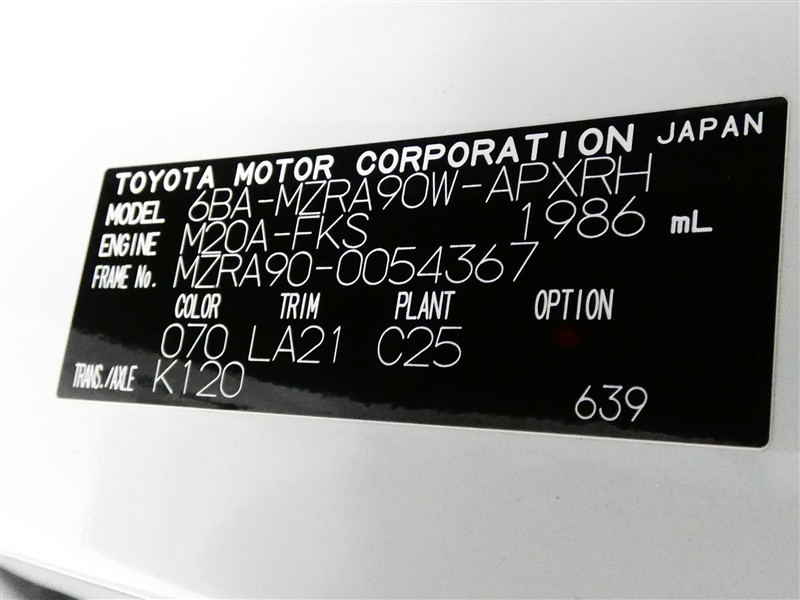 TOYOTA MOTOR CORPORATION JAPAN
MODEL 6BA-MZRA90W-APXRH
ENGINE M20A-FKS 1986 mL
FRAME No. MZRA90-0054367
COLOR TRIM PLANT OPTION
070 LA21 C25
TRANS./AXLE K120
639